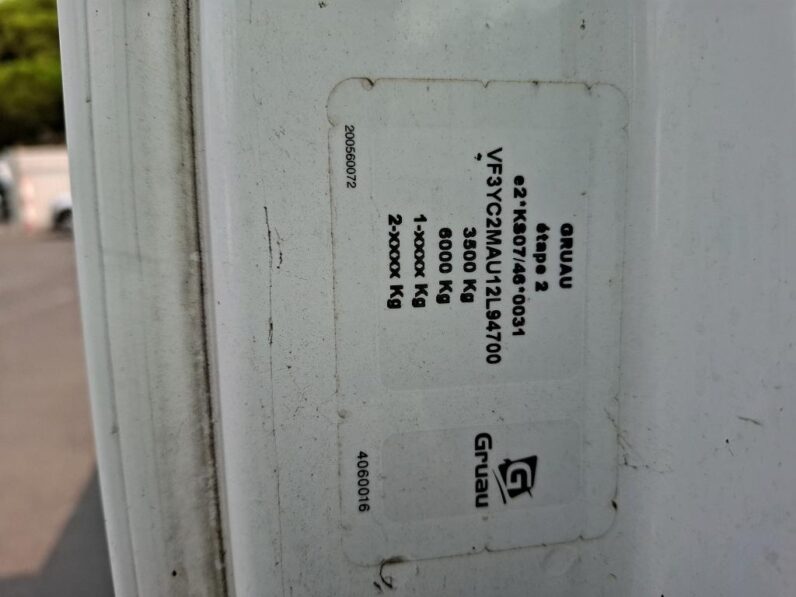 GRUAU
étape 2
e2*KS07/46*0031
VF3YC2MAU12L94700
3500 Kg
6000 Kg
1-xxxx Kg
2-xxxx Kg
200560072
G
Gruau
4060016